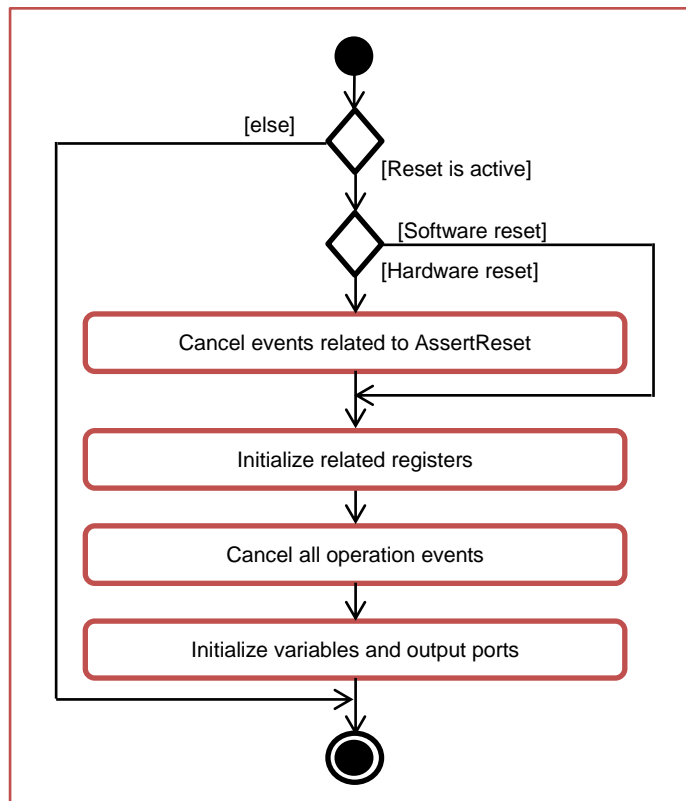 [else]
[Reset is active]
[Software reset]
[Hardware reset]
Cancel events related to AssertReset
Initialize related registers
Cancel all operation events
Initialize variables and output ports